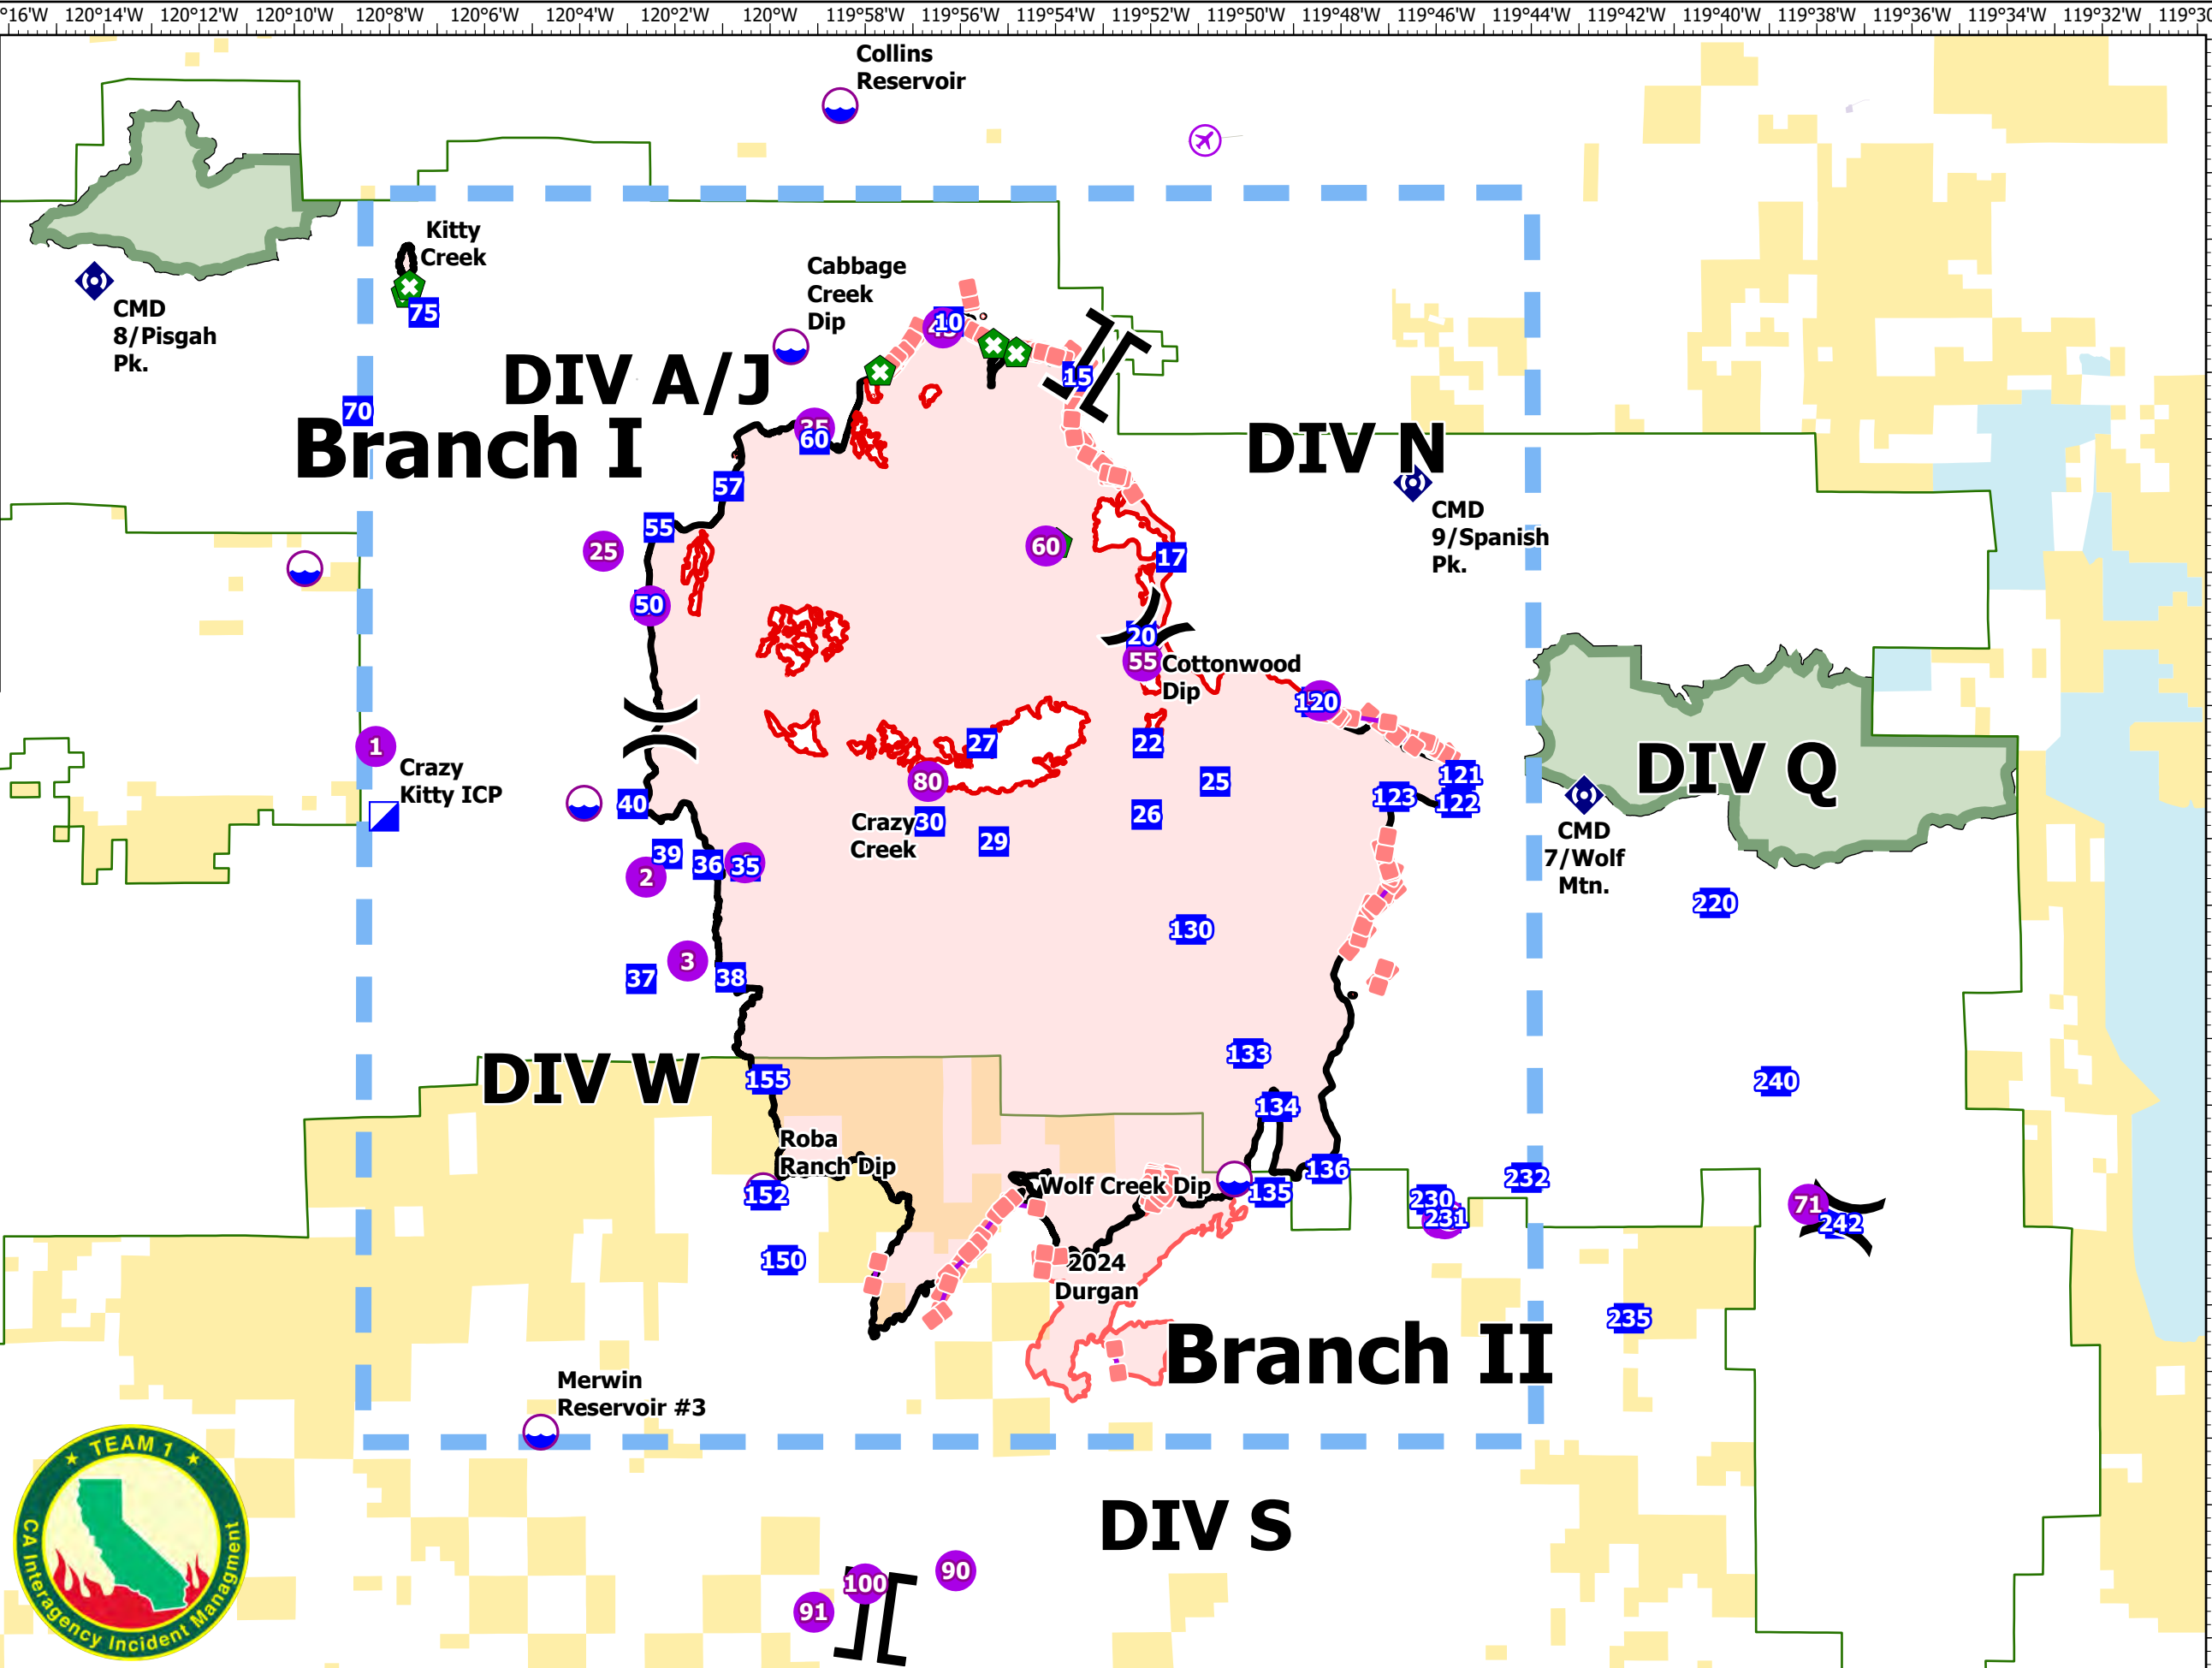 °16'W 120°14'W 120°12'W 120°10'W 120°8'W 120°6'W 120°4'W 120°2'W 120°W 119°58'W 119°56'W 119°54'W 119°52'W 119°50'W 119°48'W 119°46'W 119°44'W 119°42'W 119°40'W 119°38'W 119°36'W 119°34'W 119°32'W 119°30
Collins
Reservoir
Kitty
Creek
75
CMD
8/Pisgah
Pk.
Cabbage
Creek
Dip
10
15
DIV A/J
70
Branch I
35
60
57
55
25
50
DIV N
CMD
9/Spanish
Pk.
60
17
20
55
Cottonwood
Dip
120
1
Crazy
Kitty ICP
40
27
22
80
25
26
Crazy
Creek
30
29
121
122
123
DIV Q
CMD
7/Wolf
Mtn.
39
36
35
2
3
37
38
130
220
133
134
240
DIV W
155
Roba
Ranch Dip
152
150
Wolf Creek Dip
135
136
230
231
232
71
242
235
2024
Durgan
Branch II
Merwin
Reservoir #3
DIV S
100
90
91
TEAM 1
CA Interagency Incident Managment